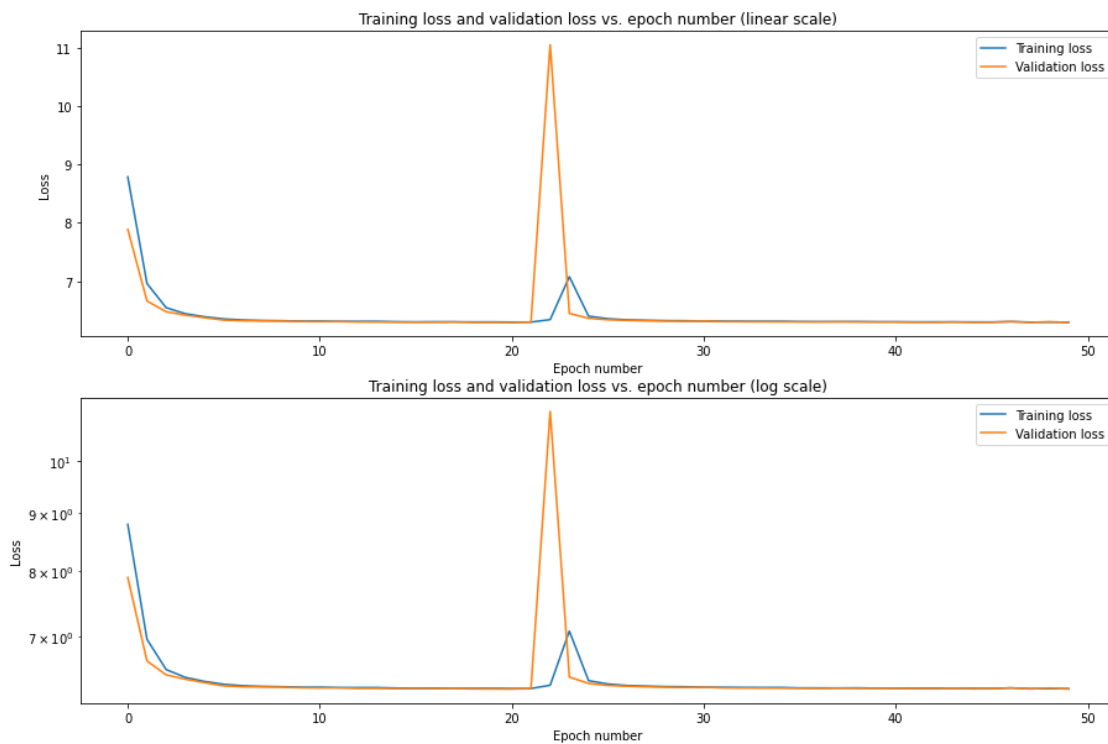 Training loss and validation loss vs. epoch number (linear scale)
Training loss
Validation loss
11
10
9
8
7
Loss
0
10
20
30
40
50
Epoch number
Training loss and validation loss vs. epoch number (log scale)
Training loss
Validation loss
10¹
9 × 10⁰
8 × 10⁰
7 × 10⁰
Loss
0
10
20
30
40
50
Epoch number